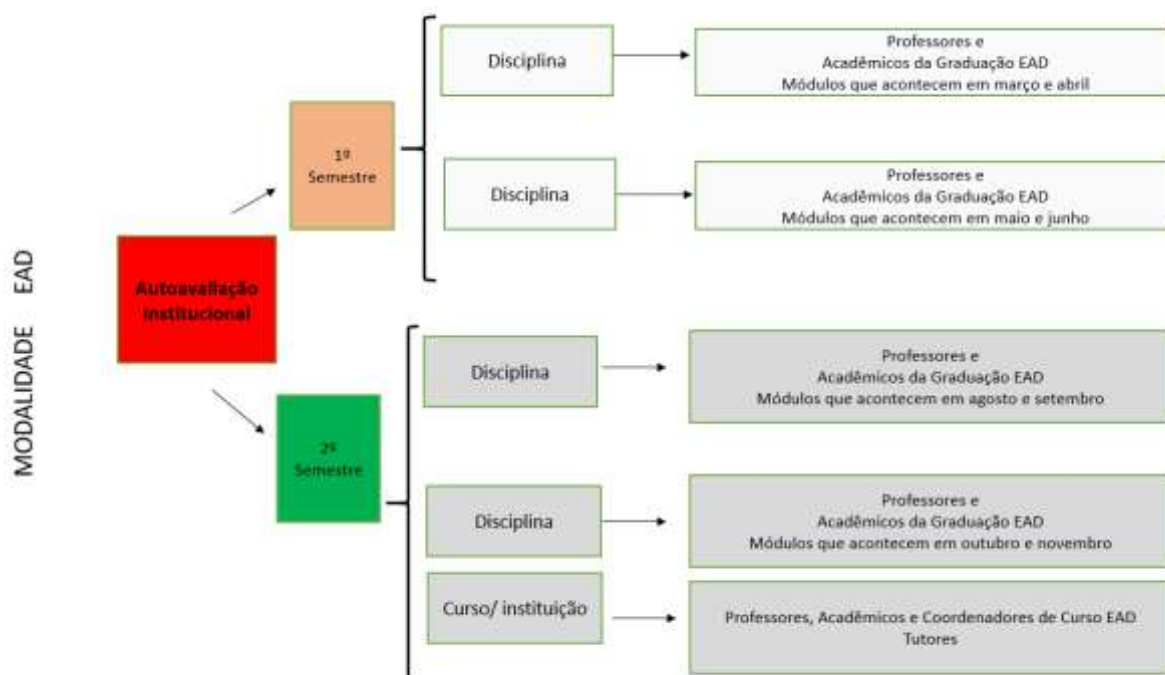 MODALIDADE EAD
Autoavaliação
Institucional
1º
Semestre
Disciplina
Professores e
Acadêmicos da Graduação EAD
Módulos que acontecem em março e abril
Disciplina
Professores e
Acadêmicos da Graduação EAD
Módulos que acontecem em maio e junho
2º
Semestre
Disciplina
Professores e
Acadêmicos da Graduação EAD
Módulos que acontecem em agosto e setembro
Disciplina
Professores e
Acadêmicos da Graduação EAD
Módulos que acontecem em outubro e novembro
Curso/ instituição
Professores, Acadêmicos e Coordenadores de Curso EAD
Tutores